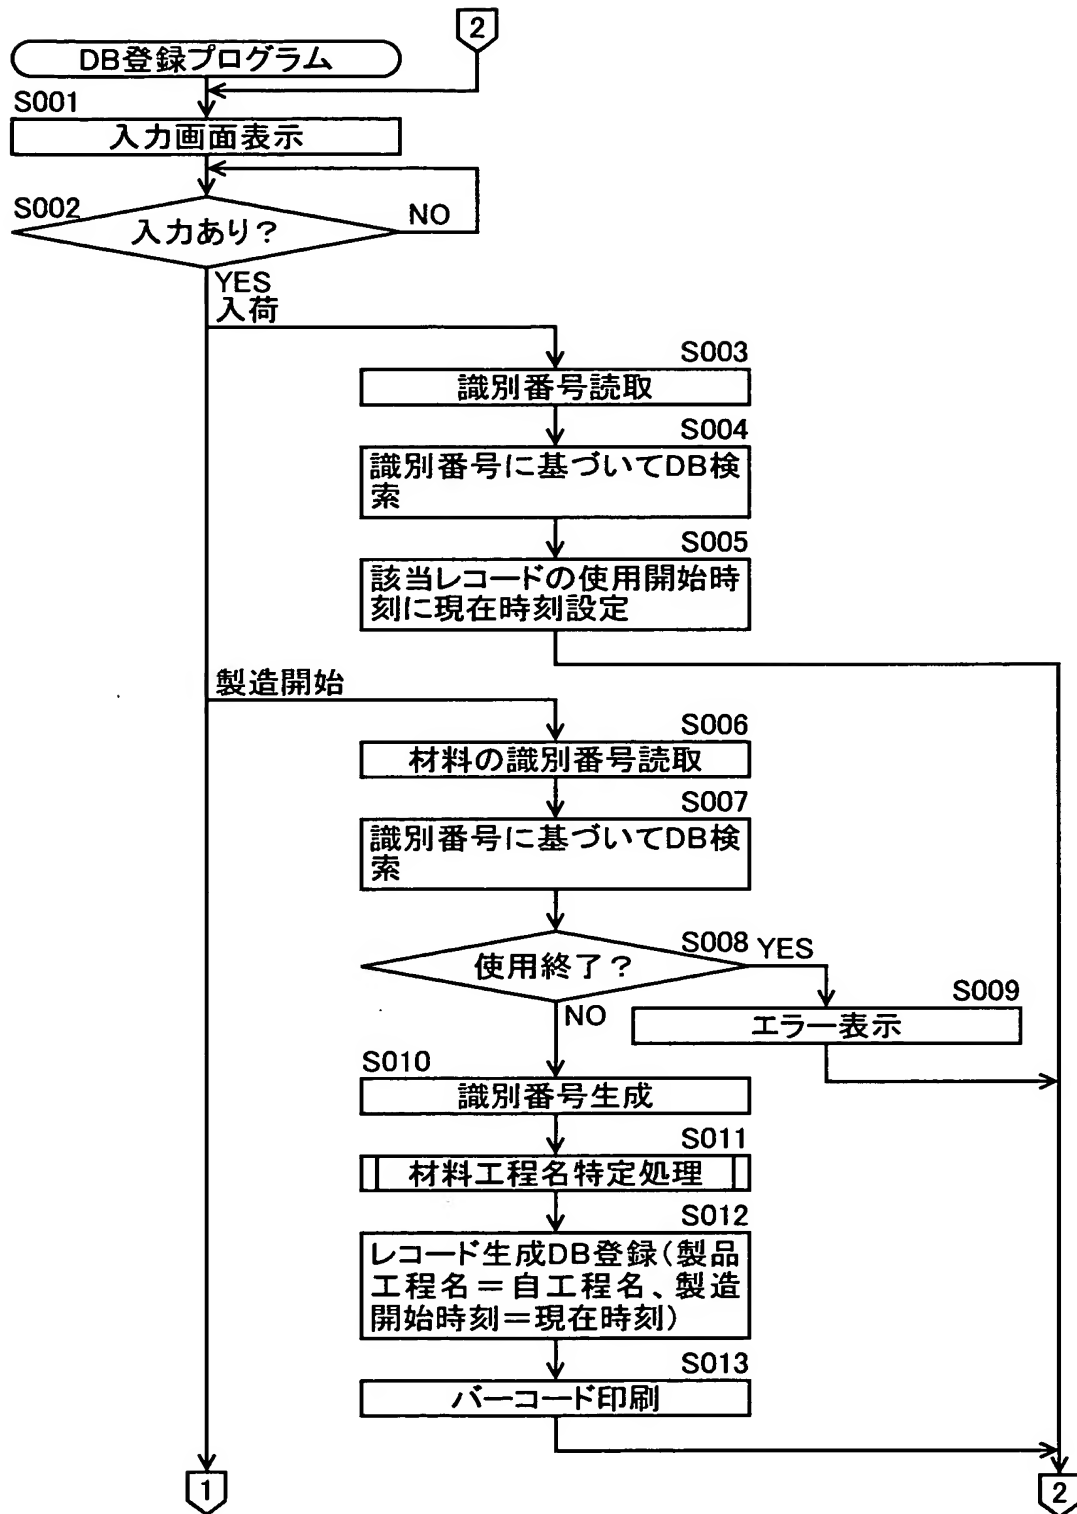 2
DB登録プログラム
S001
入力画面表示
S002
入力あり?
NO
YES
入荷
S003
識別番号読取
S004
識別番号に基づいてDB検
索
S005
該当レコードの使用開始時
刻に現在時刻設定
製造開始
S006
材料の識別番号読取
S007
識別番号に基づいてDB検
索
S008
使用終了?
YES
S009
エラー表示
NO
S010
識別番号生成
S011
材料工程名特定処理
S012
レコード生成DB登録(製品
工程名=自工程名、製造
開始時刻=現在時刻)
S013
バーコード印刷
1
2